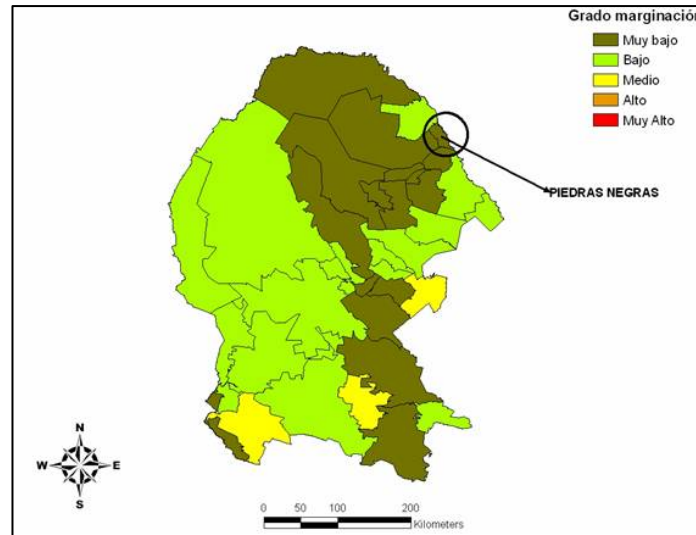 Grado marginación
Muy bajo
Bajo
Medio
Alto
Muy Alto
PIEDRAS NEGRAS
N
W E
S
0 50 100 200
Kilometers